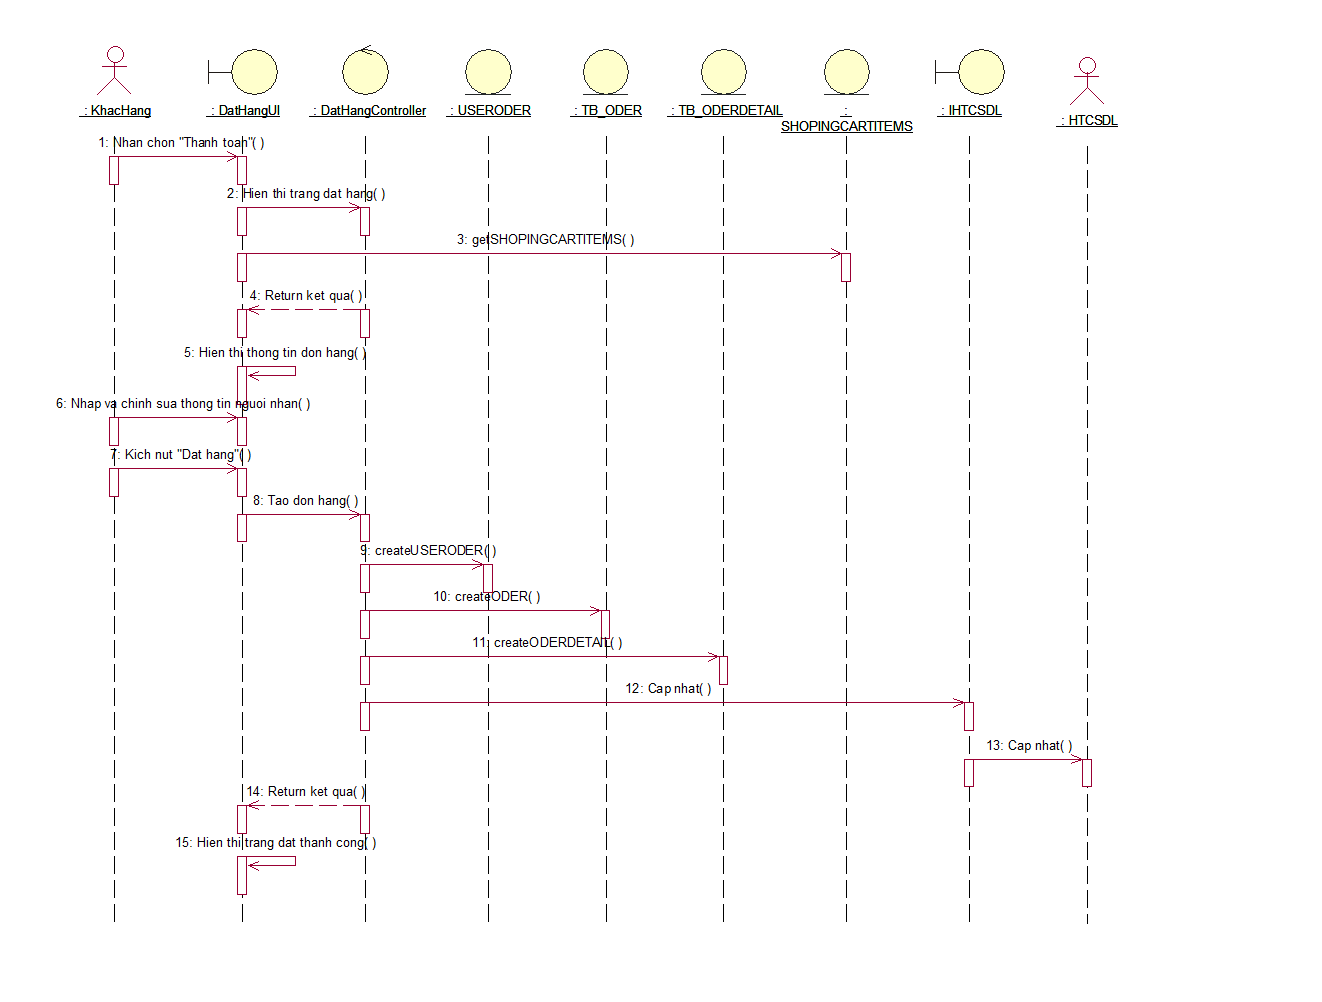 : KhacHang
: DatHangUI
: DatHangController
: USERODER
: TB_ODER
: TB_ODERDETAIL
:
SHOPINGCARTITEMS
: IHTCSDL
: HTCSDL
1: Nhan chon "Thanh toan"( )
2: Hien thi trang dat hang( )
3: getSHOPINGCARTITEMS( )
4: Return ket qua( )
5: Hien thi thong tin don hang( )
6: Nhap va chinh sua thong tin nguoi nhan( )
7: Kich nut "Dat hang"( )
8: Tao don hang( )
9: createUSERODER( )
10: createODER( )
11: createODERDETAIL( )
12: Cap nhat( )
13: Cap nhat( )
14: Return ket qua( )
15: Hien thi trang dat thanh cong( )